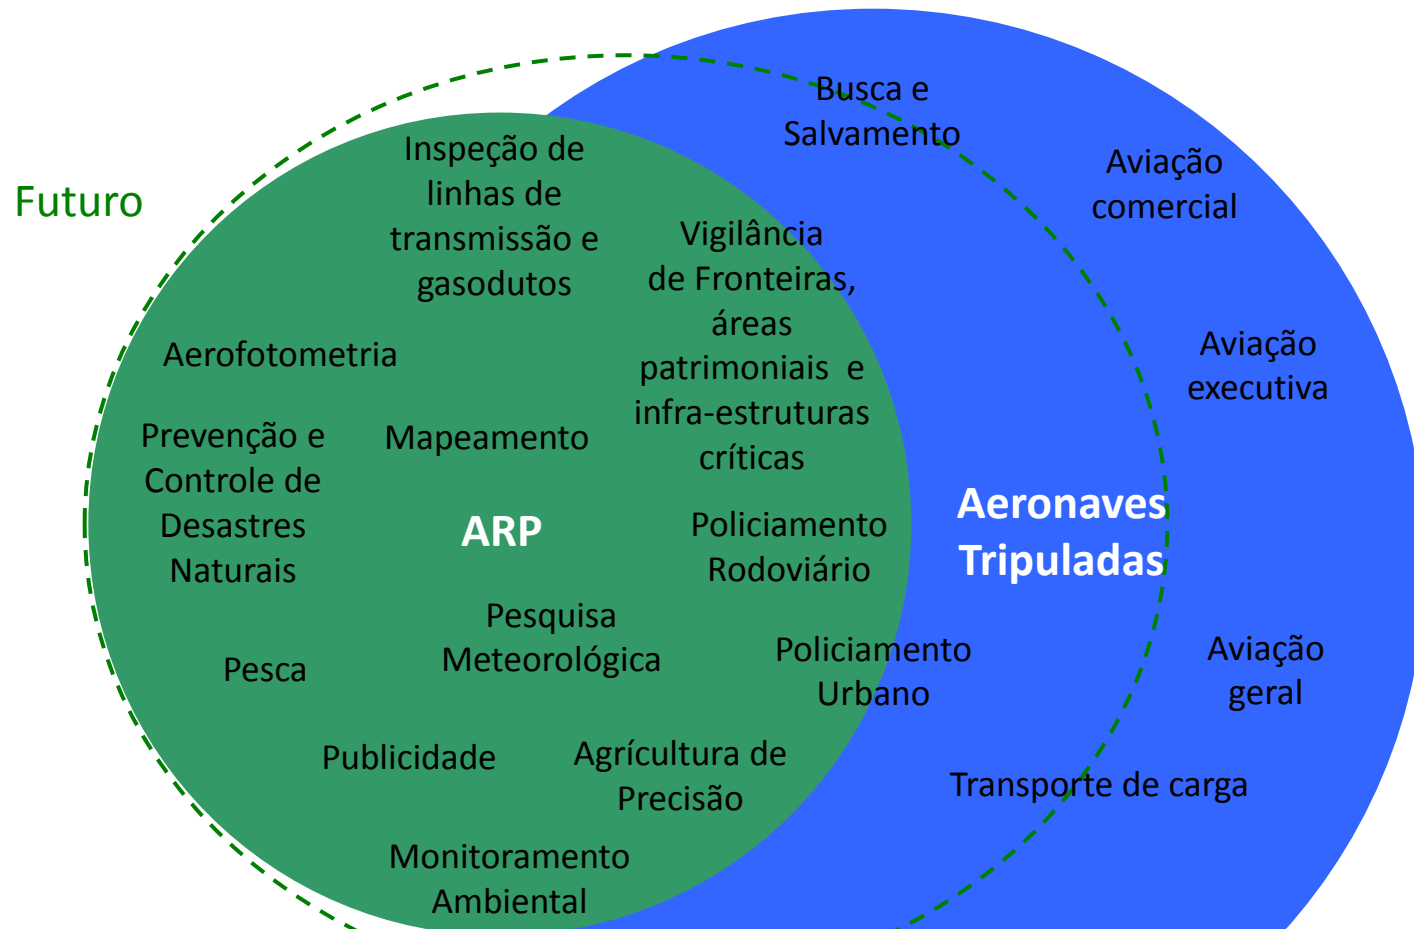 Busca e
Salvamento
Inspeção de
linhas de
transmissão e
gasodutos
Aviação
comercial
Futuro
Vigilância
de Fronteiras,
áreas
patrimoniais e
infra-estruturas
críticas
Aerofotometria
Aviação
executiva
Prevenção e
Controle de
Desastres
Naturais
Mapeamento
ARP
Policiamento
Rodoviário
Aeronaves
Tripuladas
Pesquisa
Meteorológica
Pesca
Policiamento
Urbano
Aviação
geral
Publicidade
Agrícultura de
Precisão
Transporte de carga
Monitoramento
Ambiental